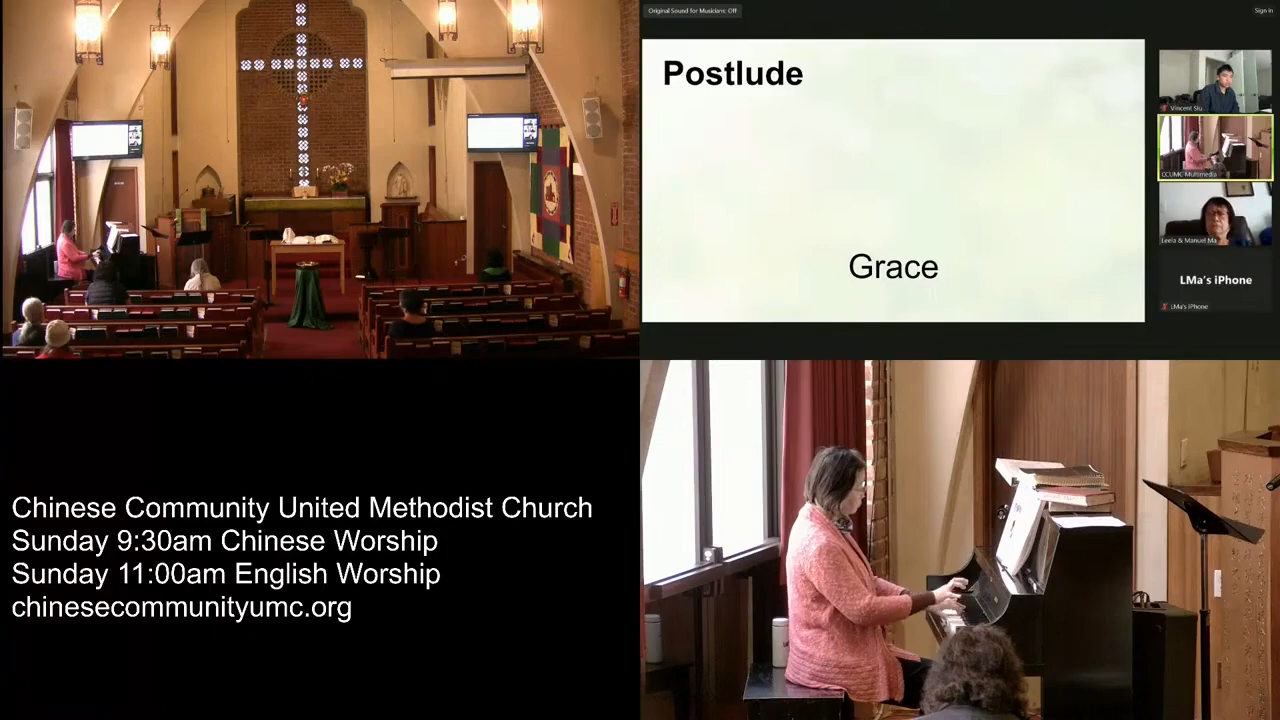 Original Sound for Musicians: Off
Sign in
Postlude
Grace
Vincent Siu
CCUMC Multimedia
Leela & Manuel Ma
LMa's iPhone
LMa's iPhone
Chinese Community United Methodist Church
Sunday 9:30am Chinese Worship
Sunday 11:00am English Worship
chinesecommunityumc.org